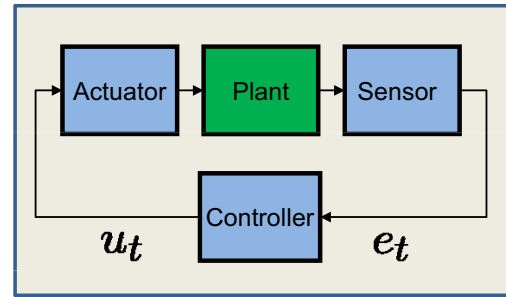 Actuator Plant Sensor
Controller
u_t e_t